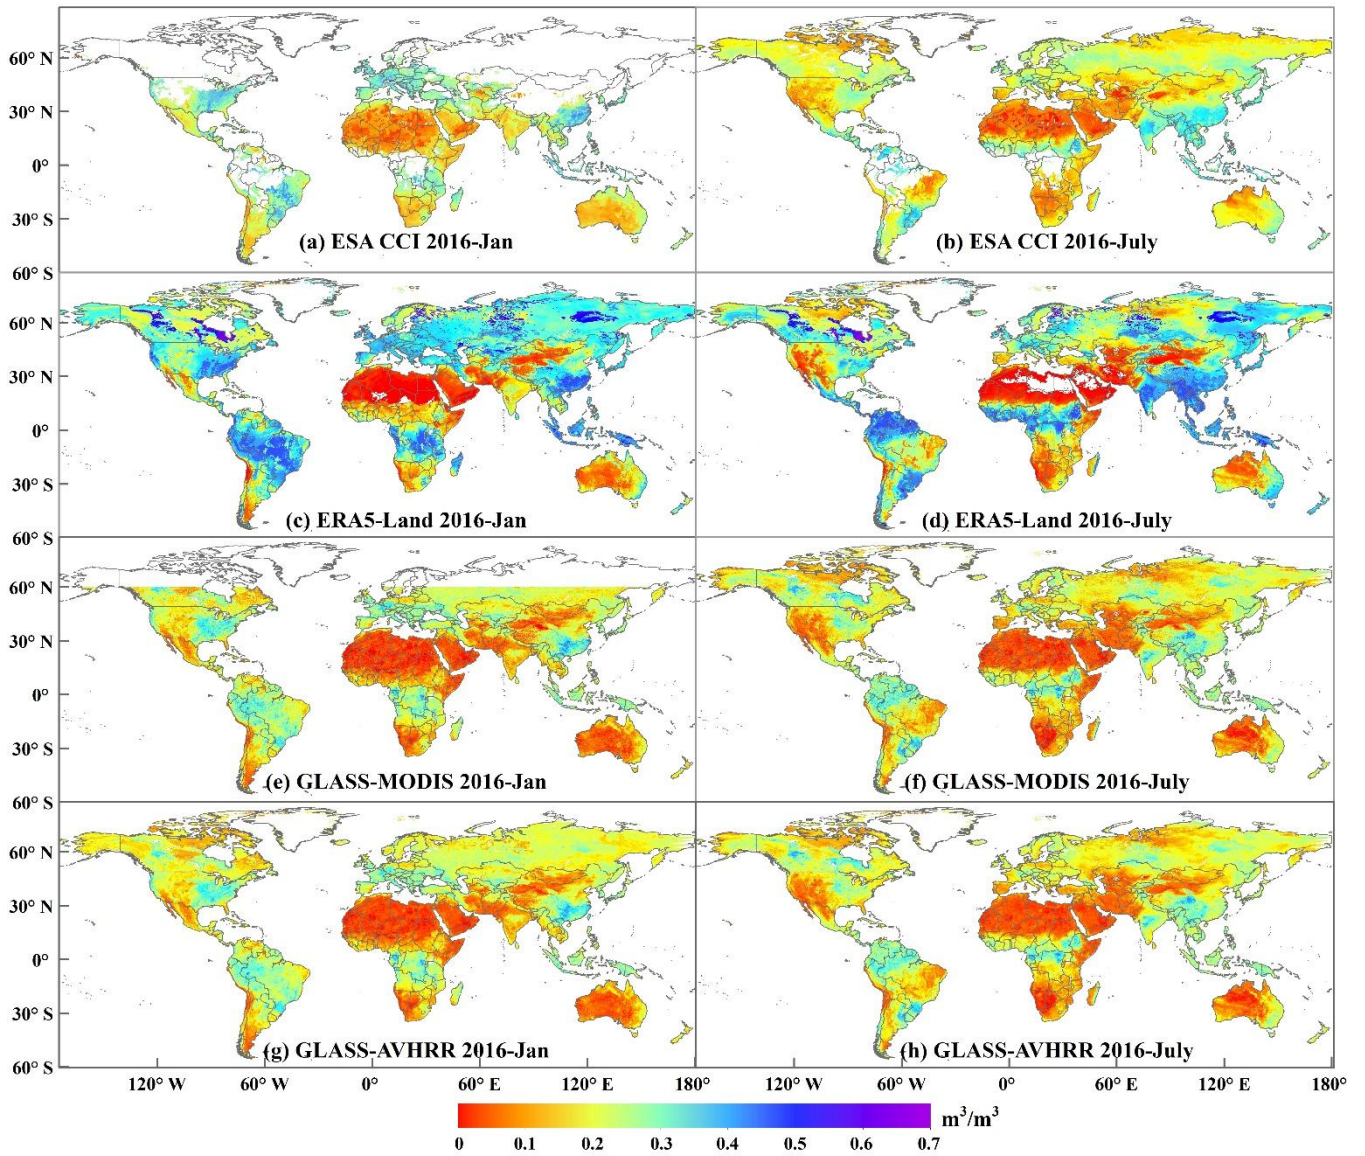 60° N
30° N
0°
30° S
60° S
(a) ESA CCI 2016-Jan
(b) ESA CCI 2016-July
60° N
30° N
0°
30° S
60° S
(c) ERA5-Land 2016-Jan
(d) ERA5-Land 2016-July
60° N
30° N
0°
30° S
60° S
(e) GLASS-MODIS 2016-Jan
(f) GLASS-MODIS 2016-July
60° N
30° N
0°
30° S
60° S
(g) GLASS-AVHRR 2016-Jan
(h) GLASS-AVHRR 2016-July
120° W 60° W 0° 60° E 120° E 180° 120° W 60° W 0° 60° E 120° E 180°
0 0.1 0.2 0.3 0.4 0.5 0.6 0.7 m³/m³